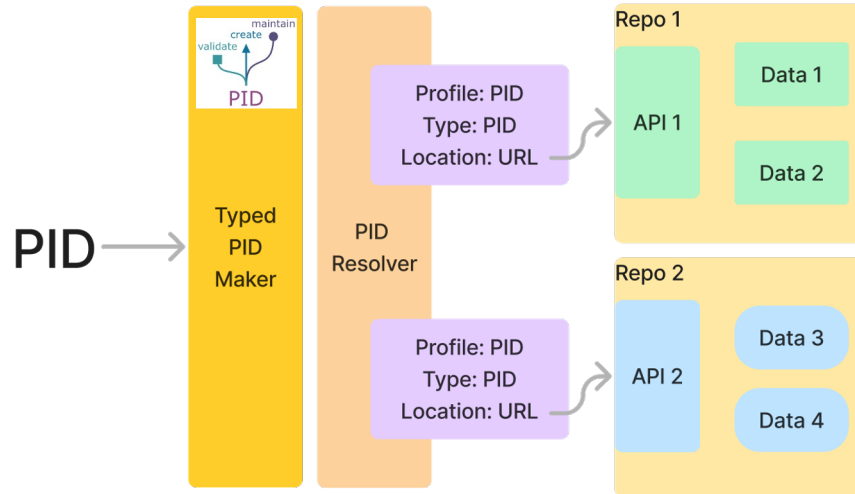 PID
validate
create
maintain
PID
Typed
PID
Maker
PID
Resolver
Profile: PID
Type: PID
Location: URL
Profile: PID
Type: PID
Location: URL
Repo 1
API 1
Data 1
Data 2
Repo 2
API 2
Data 3
Data 4